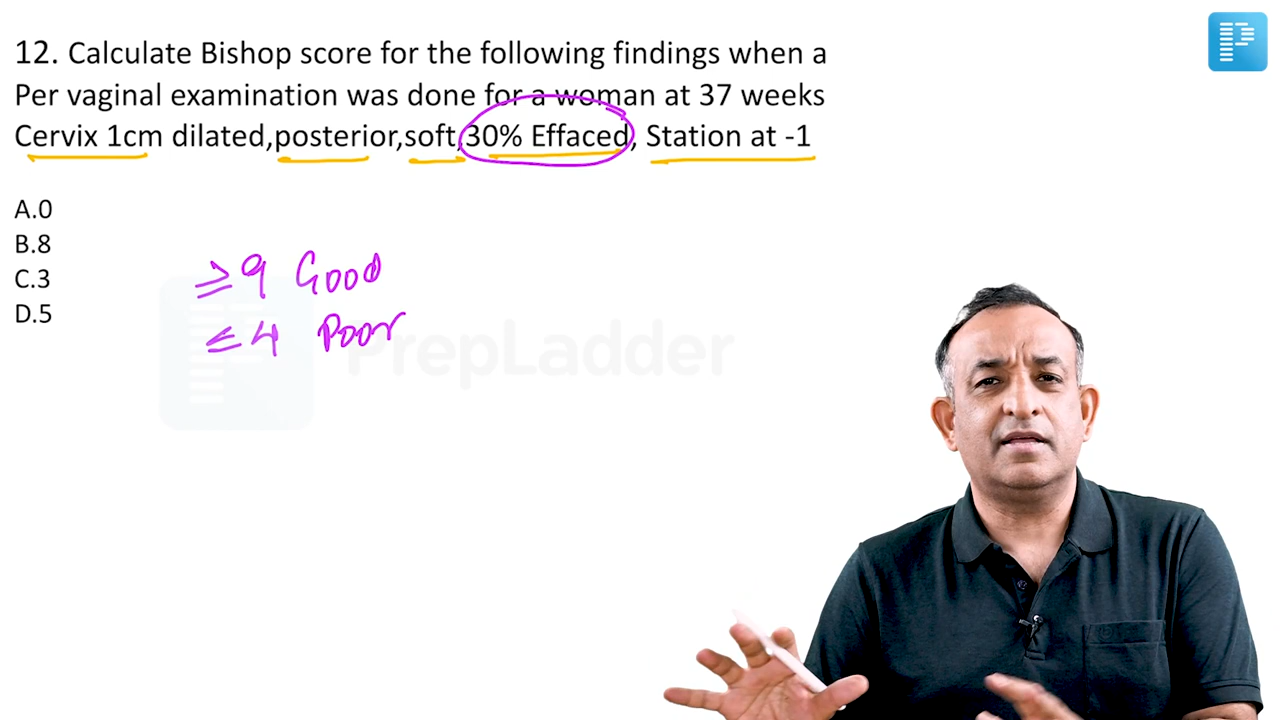 12. Calculate Bishop score for the following findings when a
Per vaginal examination was done for a woman at 37 weeks
Cervix 1cm dilated,posterior,soft,30% Effaced, Station at -1
A.0
B.8
C.3
D.5
≥9 Good
≤4 Poor
PrepLadder